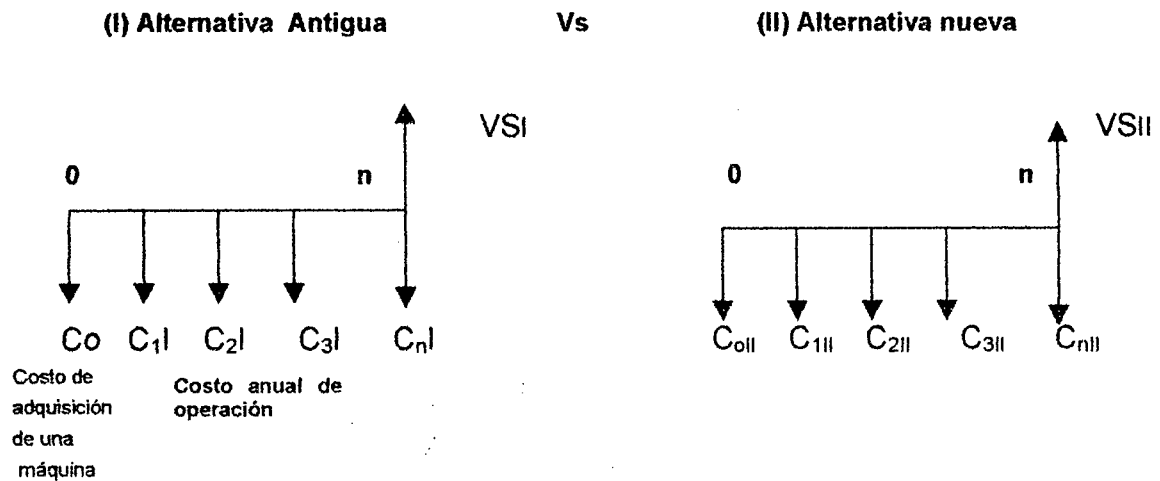 (I) Alternativa Antigua Vs (II) Alternativa nueva
VSI VSII
0 n 0 n
Co C₁I C₂I C₃I CₙI C₀II C₁II C₂II C₃II CₙII
Costo de
adquisición
de una
máquina
Costo anual de
operación